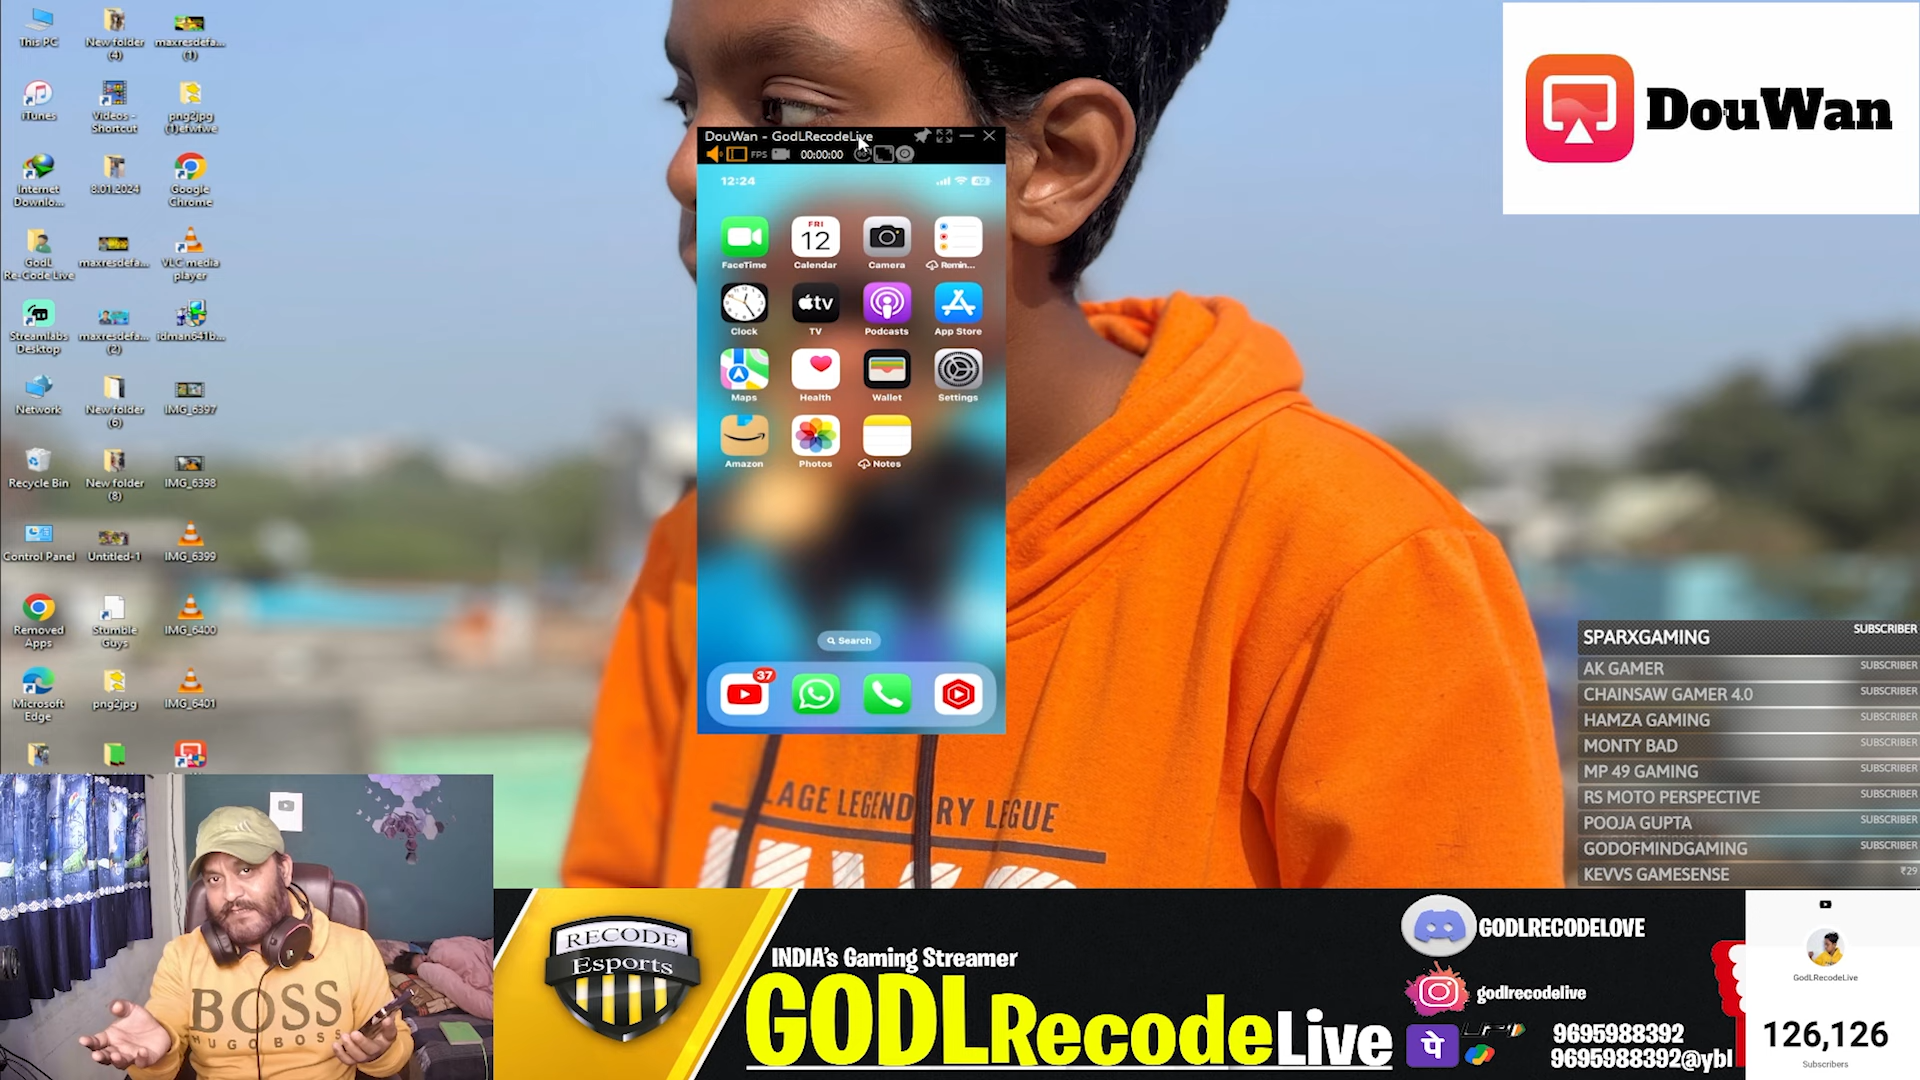 This PC
New folder
(4)
maxresdefa...
(1)
iTunes
Videos -
Shortcut
png2jpg
(1)efwfwe
Internet
Downlo...
8.01.2024
Google
Chrome
GodL
Re-Code Live
maxresdefa...
VLC media
player
Streamlabs
Desktop
maxresdefa...
(2)
idman641b...
Network
New folder
(6)
IMG_6397
Recycle Bin
New folder
(8)
IMG_6398
Control Panel
Untitled-1
IMG_6399
Removed
Apps
Stumble
Guys
IMG_6400
Microsoft
Edge
png2jpg
IMG_6401
DouWan - GodLRecodeLive
FPS
00:00:00
12:24
42
FaceTime
FRI
12
Calendar
Camera
Remin...
Clock
tv
TV
Podcasts
App Store
Maps
Health
Wallet
Settings
Amazon
Photos
Notes
Search
37
DouWan
LAGE LEGEND RY LEGUE
SPARXGAMING SUBSCRIBER
AK GAMER SUBSCRIBER
CHAINSAW GAMER 4.0 SUBSCRIBER
HAMZA GAMING SUBSCRIBER
MONTY BAD SUBSCRIBER
MP 49 GAMING SUBSCRIBER
RS MOTO PERSPECTIVE SUBSCRIBER
POOJA GUPTA SUBSCRIBER
GODOFMINDGAMING SUBSCRIBER
KEVVS GAMESENSE ₹29
BOSS
HUGO BOSS
RECODE
Esports
INDIA's Gaming Streamer
GODLRecodeLive
GODLRECODELOVE
godlrecodelive
पे
UPI
9695988392
9695988392@ybl
GodLRecodeLive
126,126
Subscribers